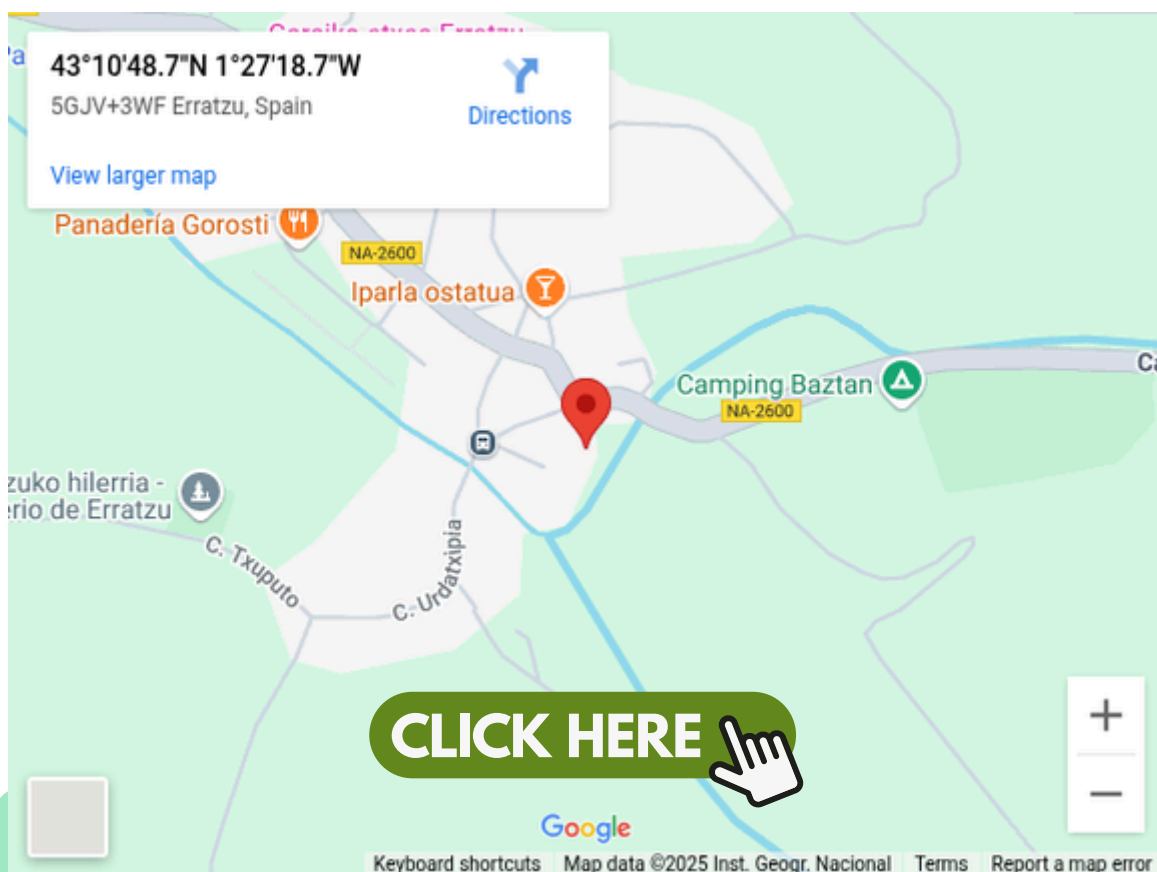 43°10'48.7"N 1°27'18.7"W
Directions
5GJV+3WF Erratzu, Spain
View larger map
Panadería Gorosti
NA-2600
Iparla ostatua
Camping Baztan
NA-2600
zuko hilerria -
rio de Erratzu
C. Txuputo
C. Urdatxipia
CLICK HERE
Google
Keyboard shortcuts
Map data ©2025 Inst. Geogr. Nacional
Terms
Report a map error